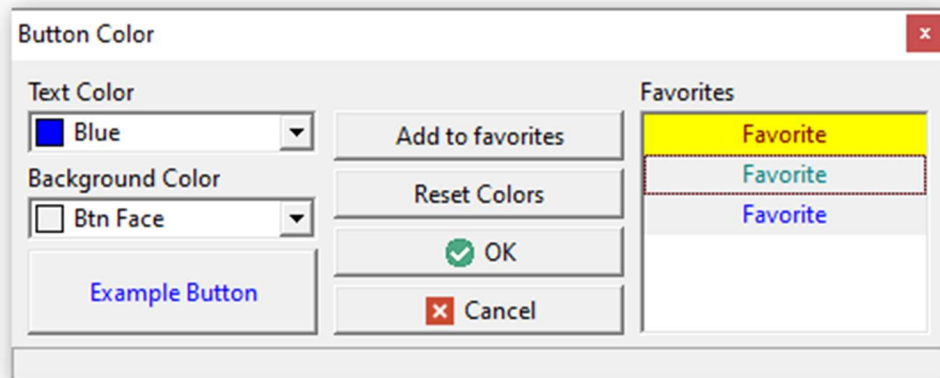 Button Color
x
Text Color
Blue
Background Color
Btn Face
Example Button
Add to favorites
Reset Colors
OK
Cancel
Favorites
Favorite
Favorite
Favorite